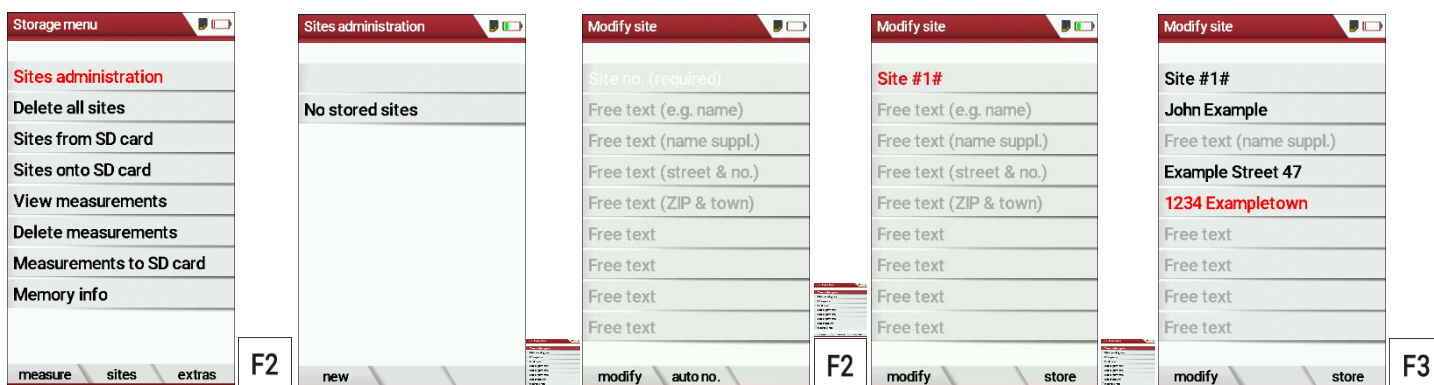 Storage menu
Sites administration
Delete all sites
Sites from SD card
Sites onto SD card
View measurements
Delete measurements
Measurements to SD card
Memory info
measure sites extras
F2
Sites administration
No stored sites
new
Modify site
Site no. (required)
Free text (e.g. name)
Free text (name suppl.)
Free text (street & no.)
Free text (ZIP & town)
Free text
Free text
Free text
Free text
modify auto no.
F2
Modify site
Site #1#
Free text (e.g. name)
Free text (name suppl.)
Free text (street & no.)
Free text (ZIP & town)
Free text
Free text
Free text
Free text
modify store
Modify site
Site #1#
John Example
Free text (name suppl.)
Example Street 47
1234 Exampletown
Free text
Free text
Free text
Free text
modify store
F3